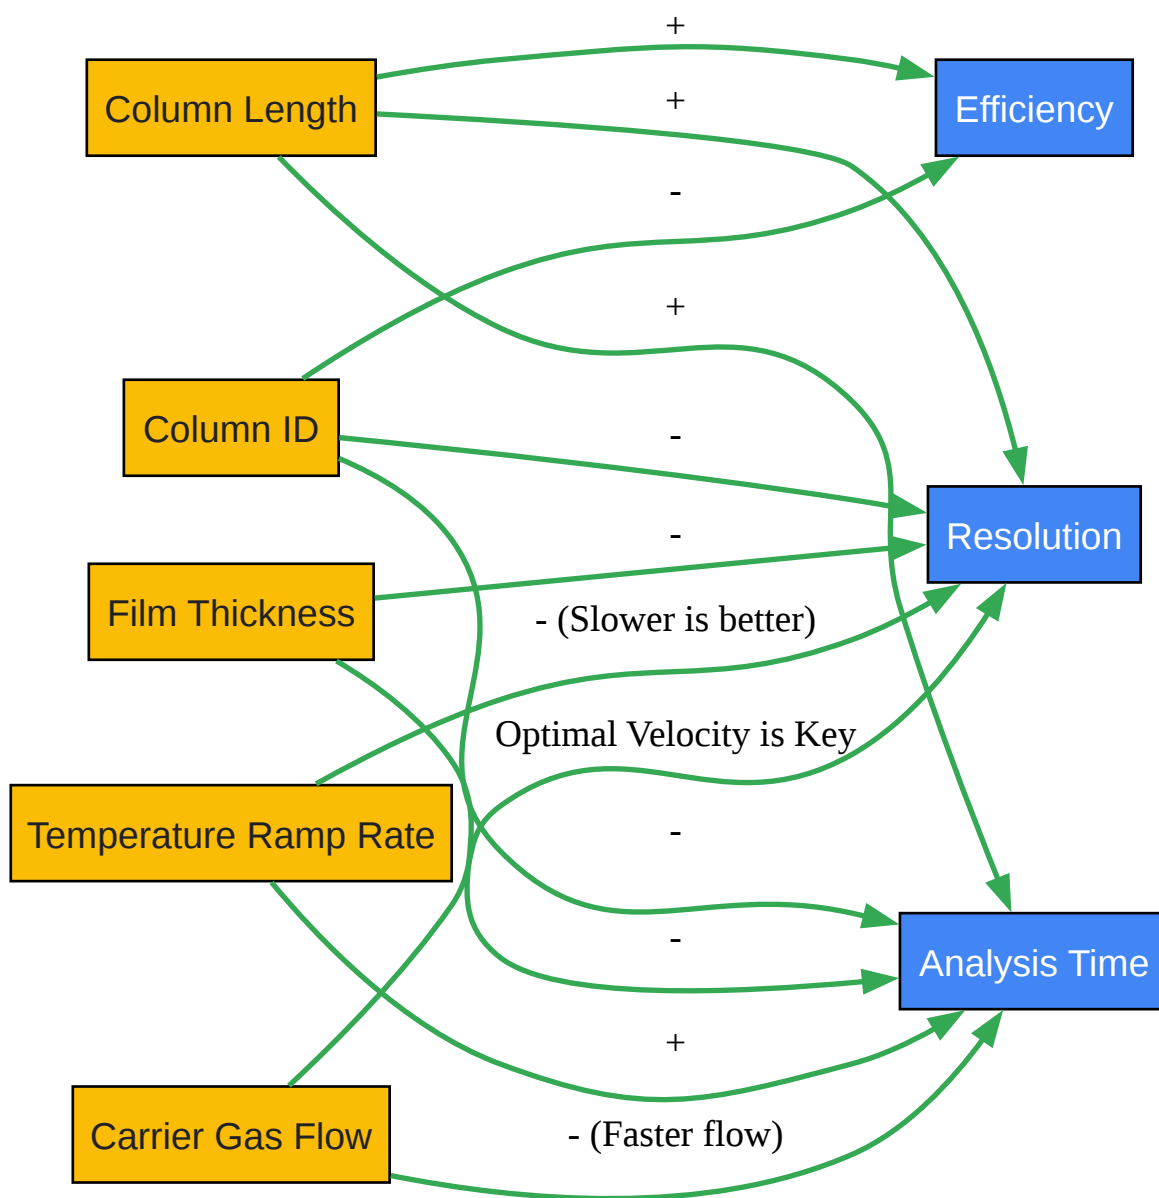 +
Column Length
Efficiency
+
-
+
Column ID
-
Resolution
-
Film Thickness
- (Slower is better)
Optimal Velocity is Key
Temperature Ramp Rate
-
-
Analysis Time
+
Carrier Gas Flow
- (Faster flow)